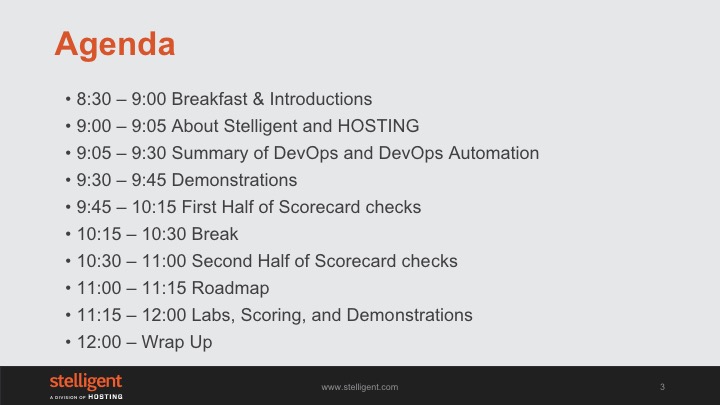 Agenda
• 8:30 – 9:00 Breakfast & Introductions
• 9:00 – 9:05 About Stelligent and HOSTING
• 9:05 – 9:30 Summary of DevOps and DevOps Automation
• 9:30 – 9:45 Demonstrations
• 9:45 – 10:15 First Half of Scorecard checks
• 10:15 – 10:30 Break
• 10:30 – 11:00 Second Half of Scorecard checks
• 11:00 – 11:15 Roadmap
• 11:15 – 12:00 Labs, Scoring, and Demonstrations
• 12:00 – Wrap Up
stelligent
A DIVISION OF HOSTING
www.stelligent.com
3